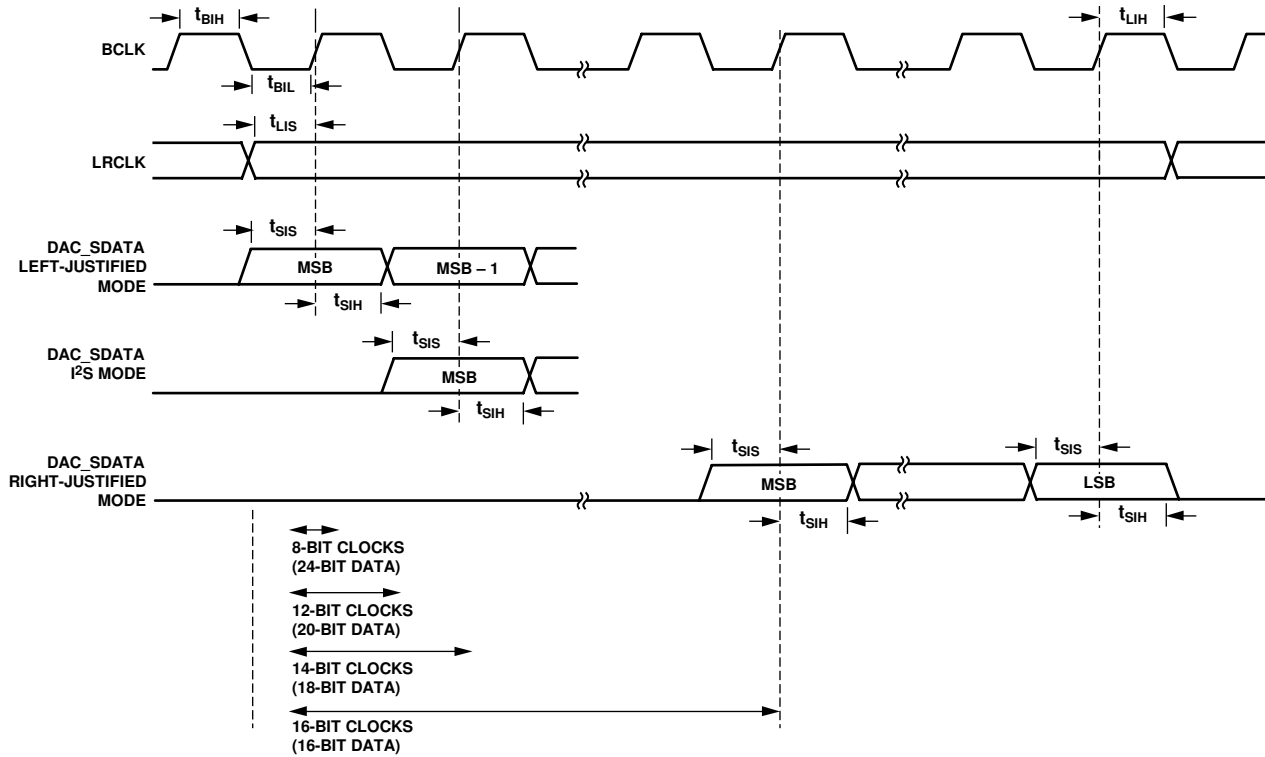 tBIH
tLIH
BCLK
tBIL
tLIS
LRCLK
tSIS
DAC_SDATA
LEFT-JUSTIFIED
MODE
MSB
MSB – 1
tSIH
tSIS
DAC_SDATA
I2S MODE
MSB
tSIH
tSIS
tSIS
DAC_SDATA
RIGHT-JUSTIFIED
MODE
MSB
LSB
tSIH
tSIH
8-BIT CLOCKS
(24-BIT DATA)
12-BIT CLOCKS
(20-BIT DATA)
14-BIT CLOCKS
(18-BIT DATA)
16-BIT CLOCKS
(16-BIT DATA)